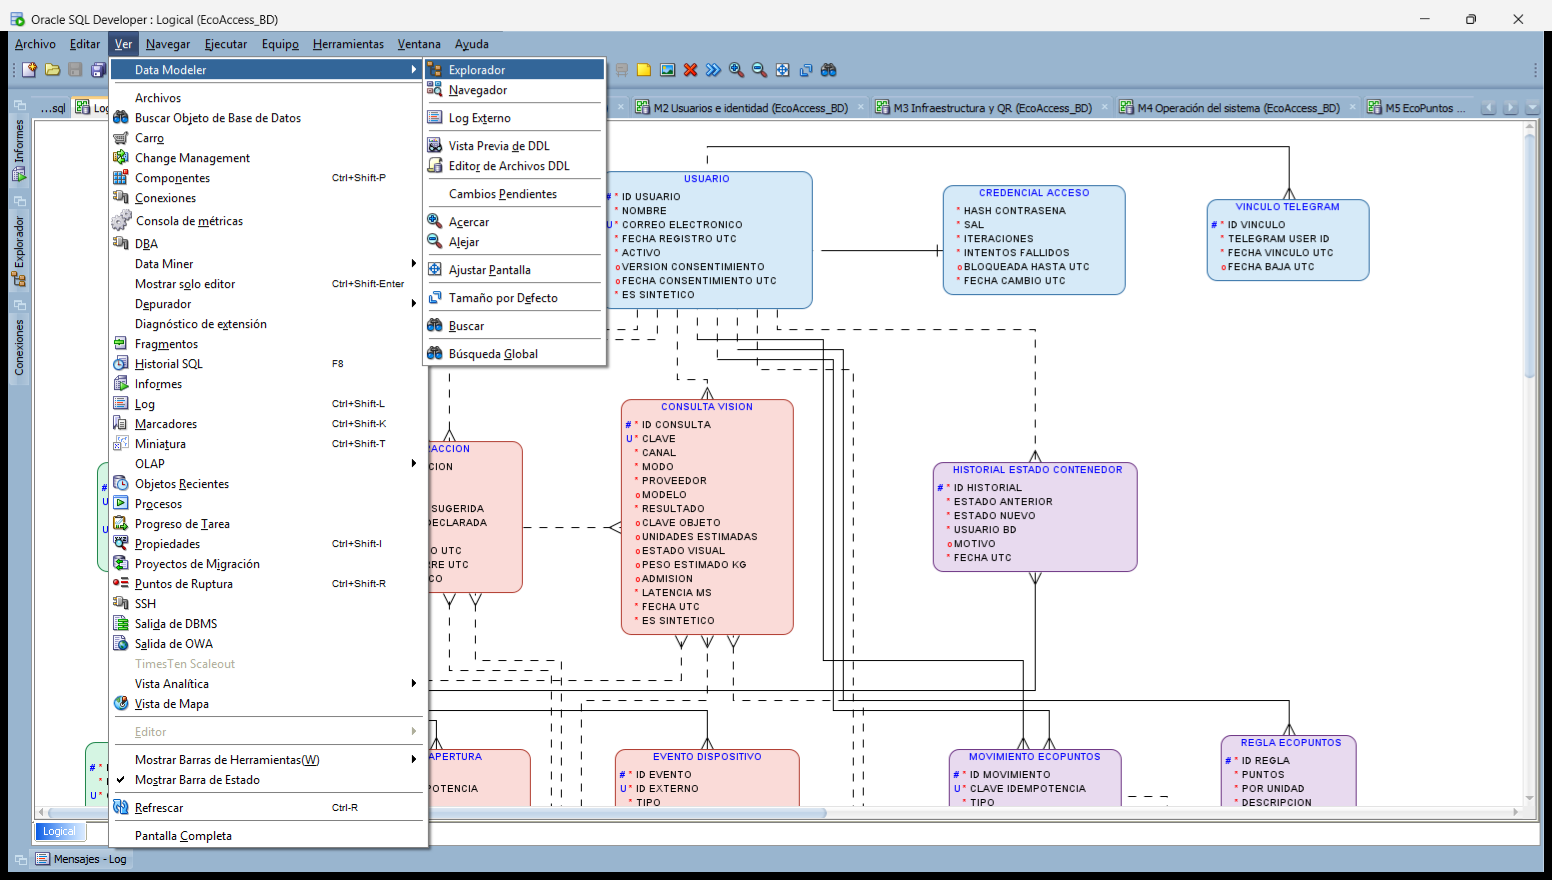 Oracle SQL Developer : Logical (EcoAccess_BD)
Archivo Editar Ver Navegar Ejecutar Equipo Herramientas Ventana Ayuda
...sql
M2 Usuarios e identidad (EcoAccess_BD)
M3 Infraestructura y QR (EcoAccess_BD)
M4 Operación del sistema (EcoAccess_BD)
M5 EcoPuntos ...
Informes
Explorador
Conexiones
Data Modeler
Archivos
Buscar Objeto de Base de Datos
Carro
Change Management
Componentes Ctrl+Shift-P
Conexiones
Consola de métricas
DBA
Data Miner
Mostrar solo editor Ctrl+Shift-Enter
Depurador
Diagnóstico de extensión
Fragmentos
Historial SQL F8
Informes
Log Ctrl+Shift-L
Marcadores Ctrl+Shift-K
Miniatura Ctrl+Shift-T
OLAP
Objetos Recientes
Procesos
Progreso de Tarea
Propiedades Ctrl+Shift-I
Proyectos de Migración
Puntos de Ruptura Ctrl+Shift-R
SSH
Salida de DBMS
Salida de OWA
TimesTen Scaleout
Vista Analítica
Vista de Mapa
Editor
Mostrar Barras de Herramientas(W)
Mostrar Barra de Estado
Refrescar Ctrl-R
Pantalla Completa
Explorador
Navegador
Log Externo
Vista Previa de DDL
Editor de Archivos DDL
Cambios Pendientes
Acercar
Alejar
Ajustar Pantalla
Tamaño por Defecto
Buscar
Búsqueda Global
USUARIO
# * ID USUARIO
* NOMBRE
U * CORREO ELECTRONICO
* FECHA REGISTRO UTC
* ACTIVO
o VERSION CONSENTIMIENTO
o FECHA CONSENTIMIENTO UTC
* ES SINTETICO
CREDENCIAL ACCESO
* HASH CONTRASENA
* SAL
* ITERACIONES
* INTENTOS FALLIDOS
o BLOQUEADA HASTA UTC
* FECHA CAMBIO UTC
VINCULO TELEGRAM
# * ID VINCULO
* TELEGRAM USER ID
* FECHA VINCULO UTC
o FECHA BAJA UTC
RACCION
CION
SUGERIDA
DECLARADA
O UTC
RRE UTC
CO
CONSULTA VISION
# * ID CONSULTA
U * CLAVE
* CANAL
* MODO
* PROVEEDOR
o MODELO
* RESULTADO
o CLAVE OBJETO
o UNIDADES ESTIMADAS
o ESTADO VISUAL
o PESO ESTIMADO KG
o ADMISION
* LATENCIA MS
* FECHA UTC
* ES SINTETICO
HISTORIAL ESTADO CONTENEDOR
# * ID HISTORIAL
* ESTADO ANTERIOR
* ESTADO NUEVO
* USUARIO BD
o MOTIVO
* FECHA UTC
APERTURA
POTENCIA
EVENTO DISPOSITIVO
# * ID EVENTO
U * ID EXTERNO
* TIPO
MOVIMIENTO ECOPUNTOS
# * ID MOVIMIENTO
U * CLAVE IDEMPOTENCIA
* TIPO
REGLA ECOPUNTOS
# * ID REGLA
* PUNTOS
* POR UNIDAD
* DESCRIPCION
Logical
Mensajes - Log